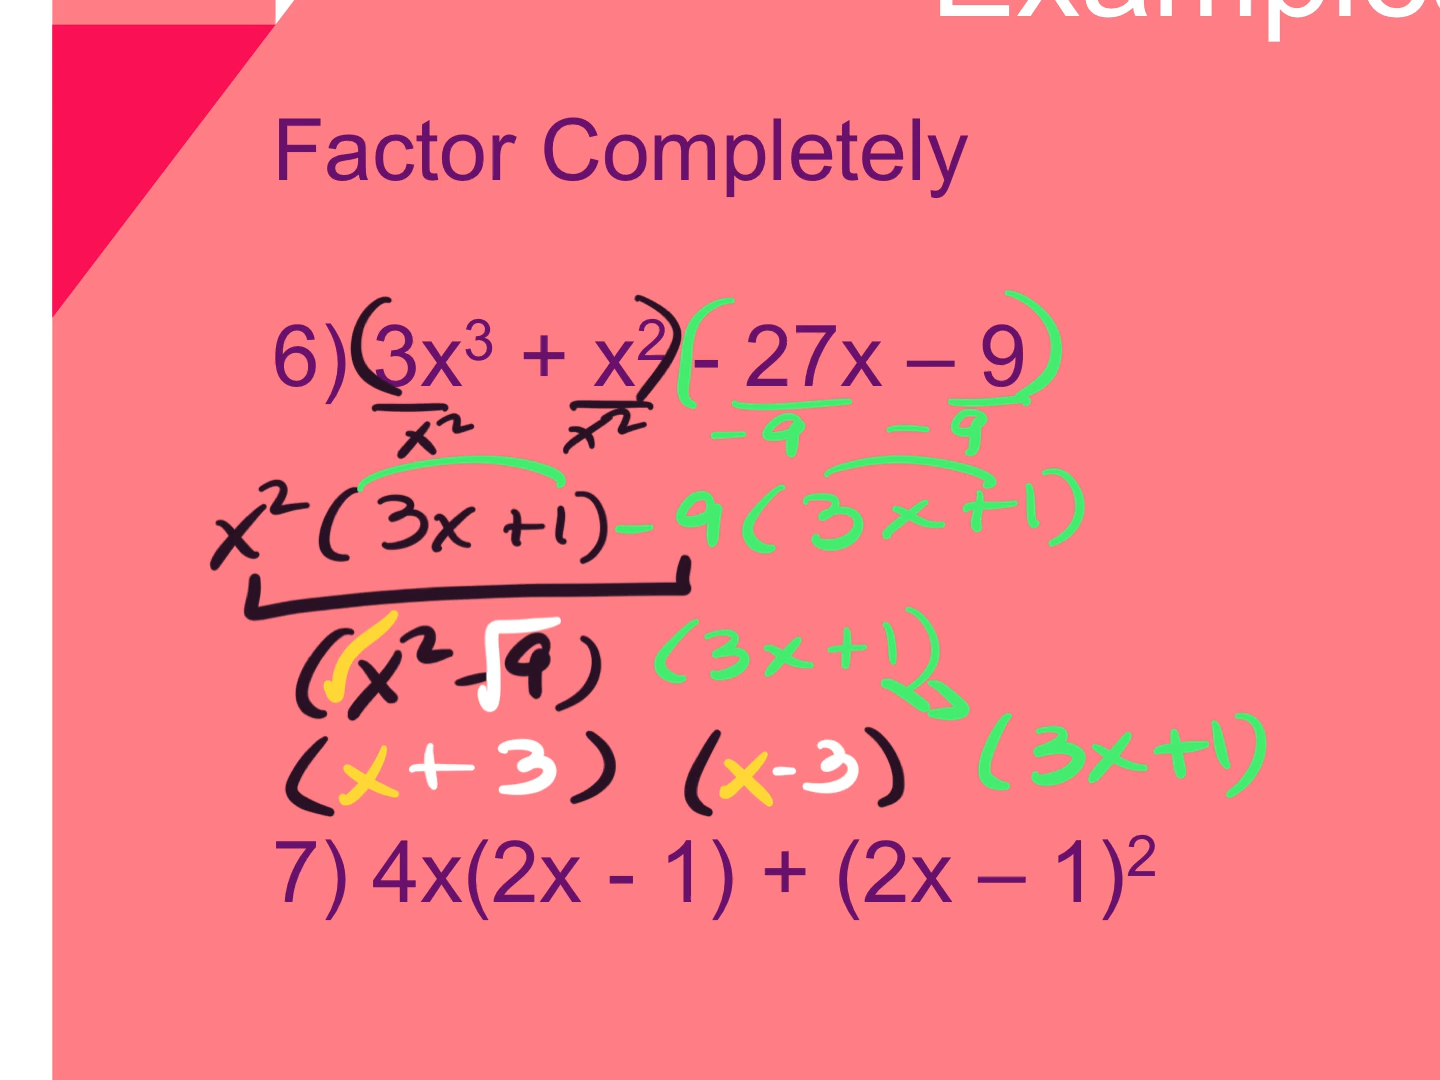 Examples
Factor Completely
6) (3x³ + x²) (- 27x – 9)
x² x² -9 -9
x² (3x +1) - 9 (3x+1)
(√x² - √9) (3x+1)
(x + 3) (x - 3) (3x+1)
7) 4x(2x - 1) + (2x – 1)²